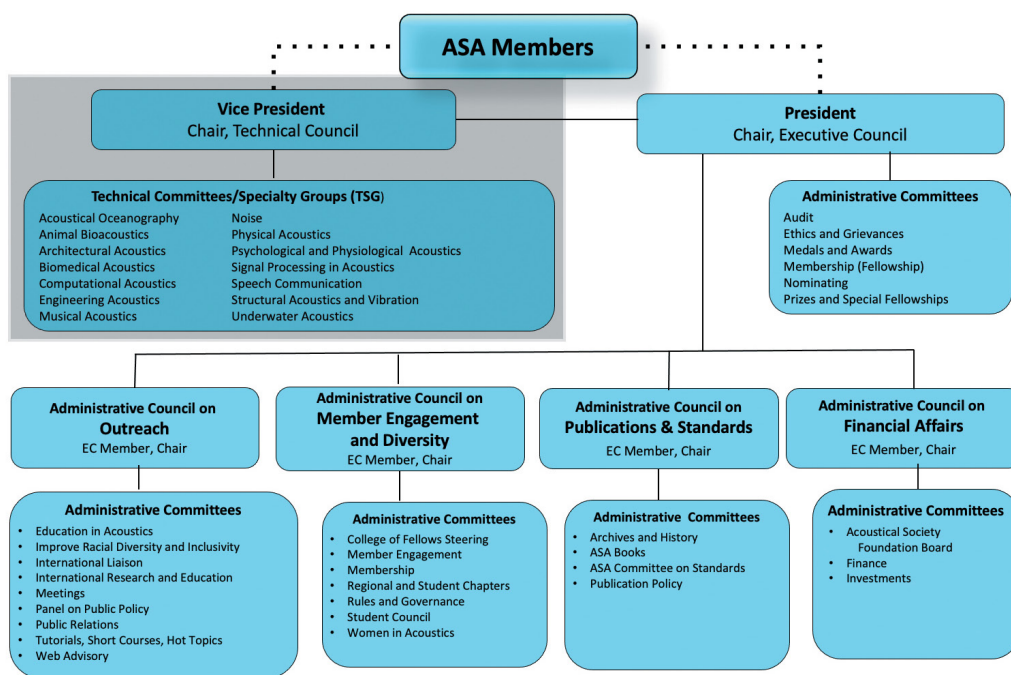 ASA Members
Vice President
Chair, Technical Council
President
Chair, Executive Council
Technical Committees/Specialty Groups (TSG)
Acoustical Oceanography
Animal Bioacoustics
Architectural Acoustics
Biomedical Acoustics
Computational Acoustics
Engineering Acoustics
Musical Acoustics
Noise
Physical Acoustics
Psychological and Physiological Acoustics
Signal Processing in Acoustics
Speech Communication
Structural Acoustics and Vibration
Underwater Acoustics
Administrative Committees
Audit
Ethics and Grievances
Medals and Awards
Membership (Fellowship)
Nominating
Prizes and Special Fellowships
Administrative Council on
Outreach
EC Member, Chair
Administrative Council on
Member Engagement
and Diversity
EC Member, Chair
Administrative Council on
Publications & Standards
EC Member, Chair
Administrative Council on
Financial Affairs
EC Member, Chair
Administrative Committees
• Education in Acoustics
• Improve Racial Diversity and Inclusivity
• International Liaison
• International Research and Education
• Meetings
• Panel on Public Policy
• Public Relations
• Tutorials, Short Courses, Hot Topics
• Web Advisory
Administrative Committees
• College of Fellows Steering
• Member Engagement
• Membership
• Regional and Student Chapters
• Rules and Governance
• Student Council
• Women in Acoustics
Administrative Committees
• Archives and History
• ASA Books
• ASA Committee on Standards
• Publication Policy
Administrative Committees
• Acoustical Society
Foundation Board
• Finance
• Investments